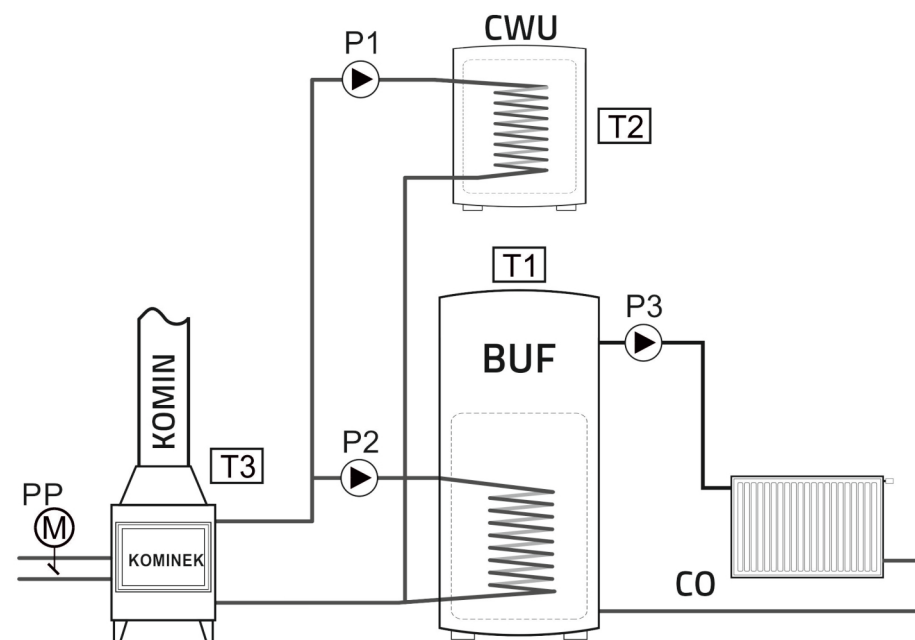 CWU
P1
T2
T1
P3
BUF
KOMIN
P2
T3
PP
M
KOMINEK
CO